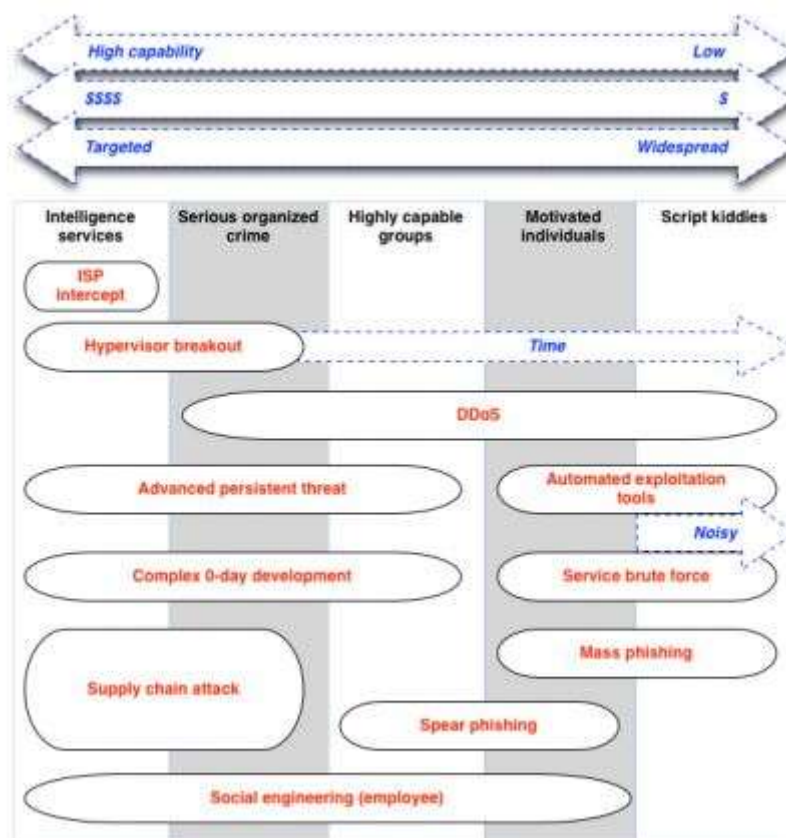 High capability Low
$$$$ $
Targeted Widespread
Intelligence services
Serious organized crime
Highly capable groups
Motivated individuals
Script kiddies
ISP
intercept
Hypervisor breakout
Time
DDoS
Advanced persistent threat
Automated exploitation
tools
Noisy
Complex 0-day development
Service brute force
Mass phishing
Supply chain attack
Spear phishing
Social engineering (employee)